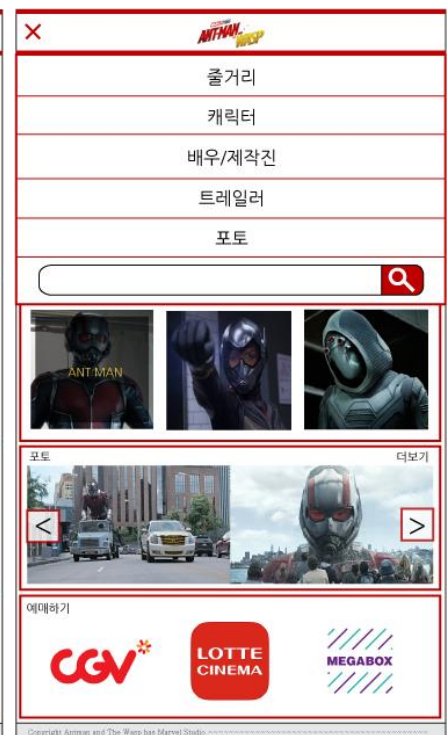 ANT-MAN
WASP
줄거리
캐릭터
배우/제작진
트레일러
포토
ANT MAN
포토 더보기
< >
예매하기
CGV
LOTTE
CINEMA
MEGABOX
Copyright Antman and The Wasp has Marvel Studio.